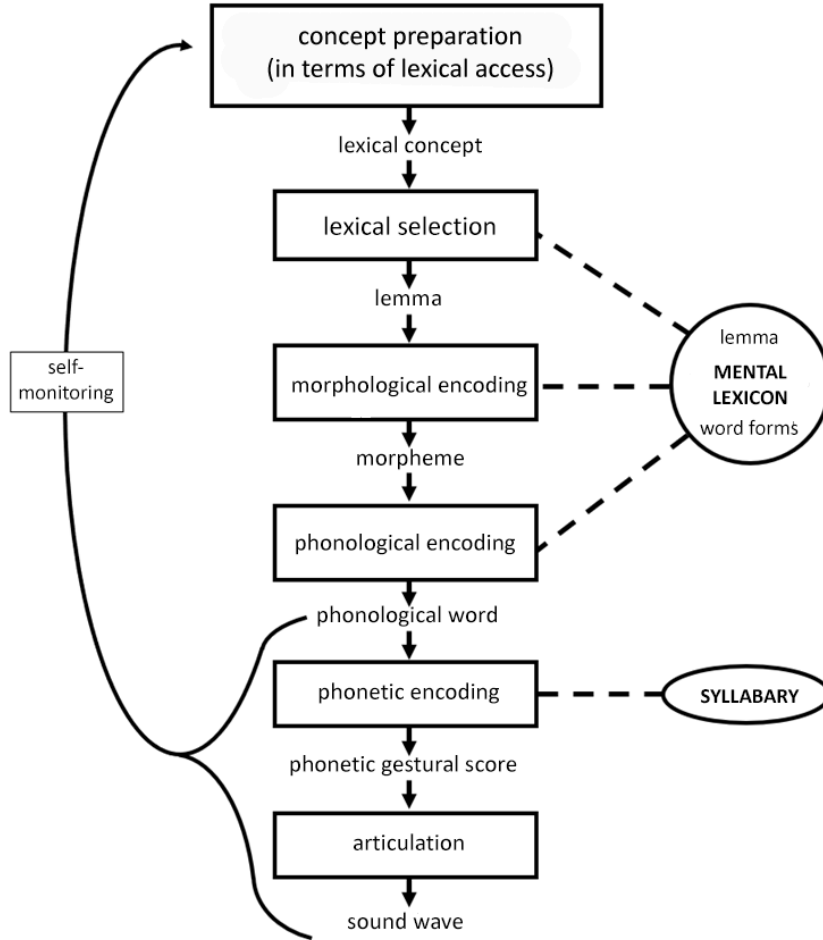 concept preparation
(in terms of lexical access)
lexical concept
lexical selection
lemma
morphological encoding
morpheme
phonological encoding
phonological word
phonetic encoding
phonetic gestural score
articulation
sound wave
self-
monitoring
lemma
MENTAL
LEXICON
word forms
SYLLABARY